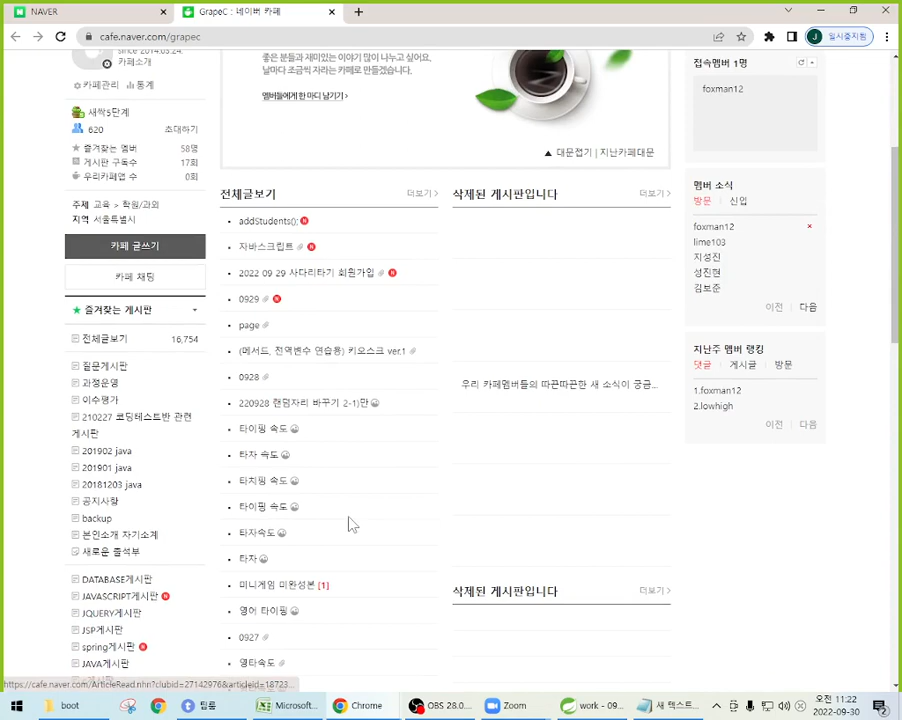 NAVER
GrapeC : 네이버 카페
cafe.naver.com/grapec
J 일시중지됨
since 2014.03.24.
카페소개
카페관리 통계
새싹5단계
620 초대하기
즐겨찾는 멤버 58명
게시판 구독수 17회
우리카페앱 수 0회
주제 교육 > 학원/과외
지역 서울특별시
카페 글쓰기
카페 채팅
즐겨찾는 게시판
전체글보기 16,754
질문게시판
과정운영
이수평가
210227 코딩테스트반 관련
게시판
201902 java
201901 java
20181203 java
공지사항
backup
본인소개 자기소계
새로운 출석부
DATABASE게시판
JAVASCRIPT게시판 N
JQUERY게시판
JSP게시판
spring게시판 N
JAVA게시판
좋은 분들과 재미있는 이야기 많이 나누고 싶어요.
날마다 조금씩 자라는 카페로 만들겠습니다.
멤버들에게 한 마디 남기기 >
▲ 대문접기 | 지난카페대문
전체글보기 더보기 >
addStudents(); N
자바스크립트 N
2022 09 29 사다리타기 회원가입 N
0929 N
page
(메서드, 전역변수 연습용) 키오스크 ver.1
0928
220928 랜덤자리 바꾸기 2-1)만
타이핑 속도
타자 속도
타치핑 속도
타이핑 속도
타자속도
타자
미니게임 미완성본 [1]
영어 타이핑
0927
영타속도
삭제된 게시판입니다 더보기 >
우리 카페멤버들의 따끈따끈한 새 소식이 궁금...
삭제된 게시판입니다 더보기 >
접속멤버 1명
foxman12
멤버 소식
방문 신입
foxman12
lime103
지성진
성진현
김보준
이전 다음
지난주 멤버 랭킹
댓글 게시글 방문
1.foxman12
2.lowhigh
이전 다음
https://cafe.naver.com/ArticleRead.nhn?clubid=27142976&articleid=18723...
boot
팀룸
Microsoft...
Chrome
OBS 28.0...
Zoom
work - 09...
새 텍스트...
오전 11:22
2022-09-30
2